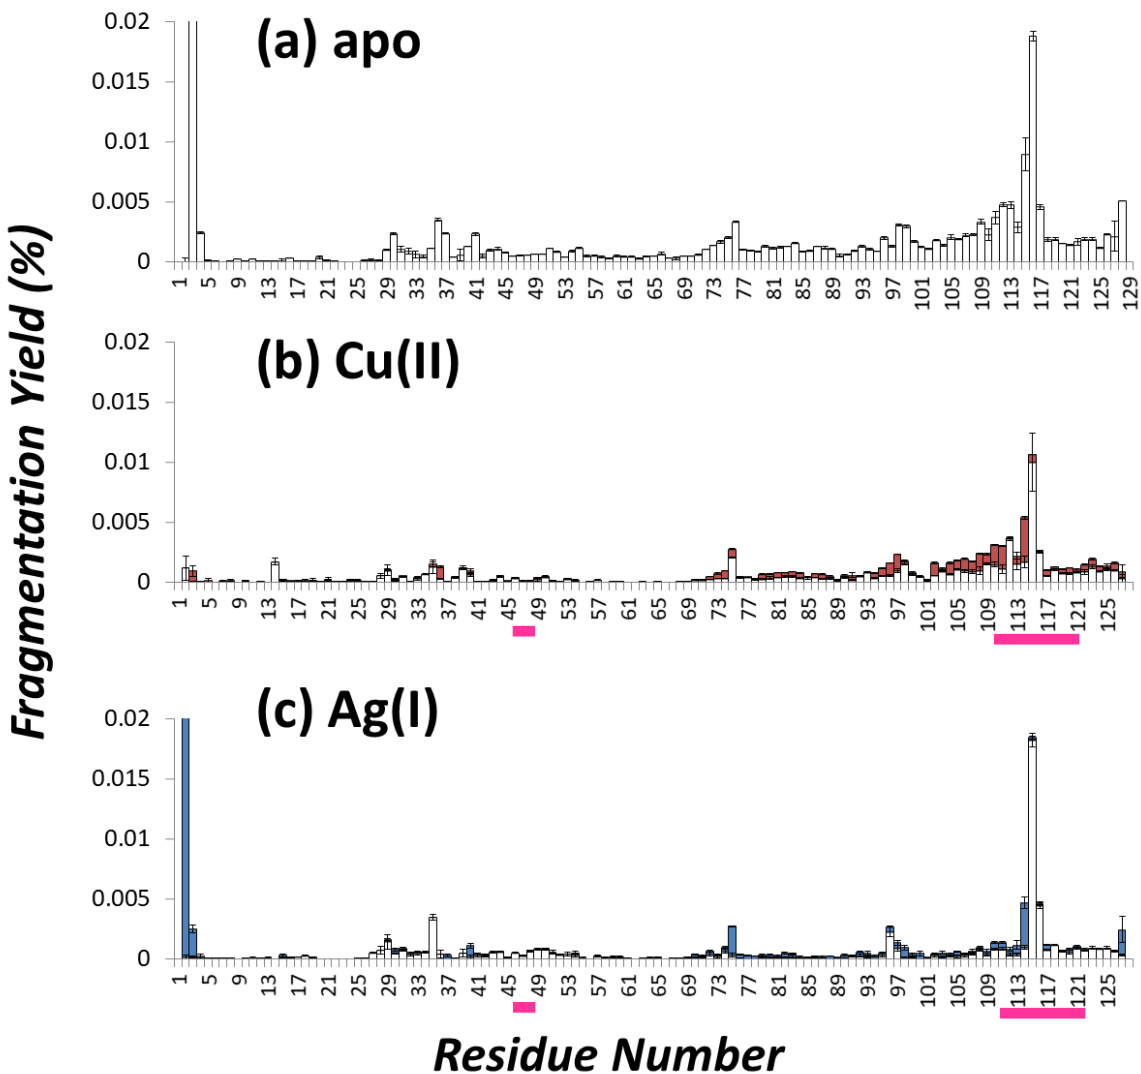 Fragmentation Yield (%)
(a) apo
0.02
0.015
0.01
0.005
0
1 5 9 13 17 21 25 29 33 37 41 45 49 53 57 61 65 69 73 77 81 85 89 93 97 101 105 109 113 117 121 125 129
(b) Cu(II)
0.02
0.015
0.01
0.005
0
1 5 9 13 17 21 25 29 33 37 41 45 49 53 57 61 65 69 73 77 81 85 89 93 97 101 105 109 113 117 121 125
(c) Ag(I)
0.02
0.015
0.01
0.005
0
1 5 9 13 17 21 25 29 33 37 41 45 49 53 57 61 65 69 73 77 81 85 89 93 97 101 105 109 113 117 121 125
Residue Number